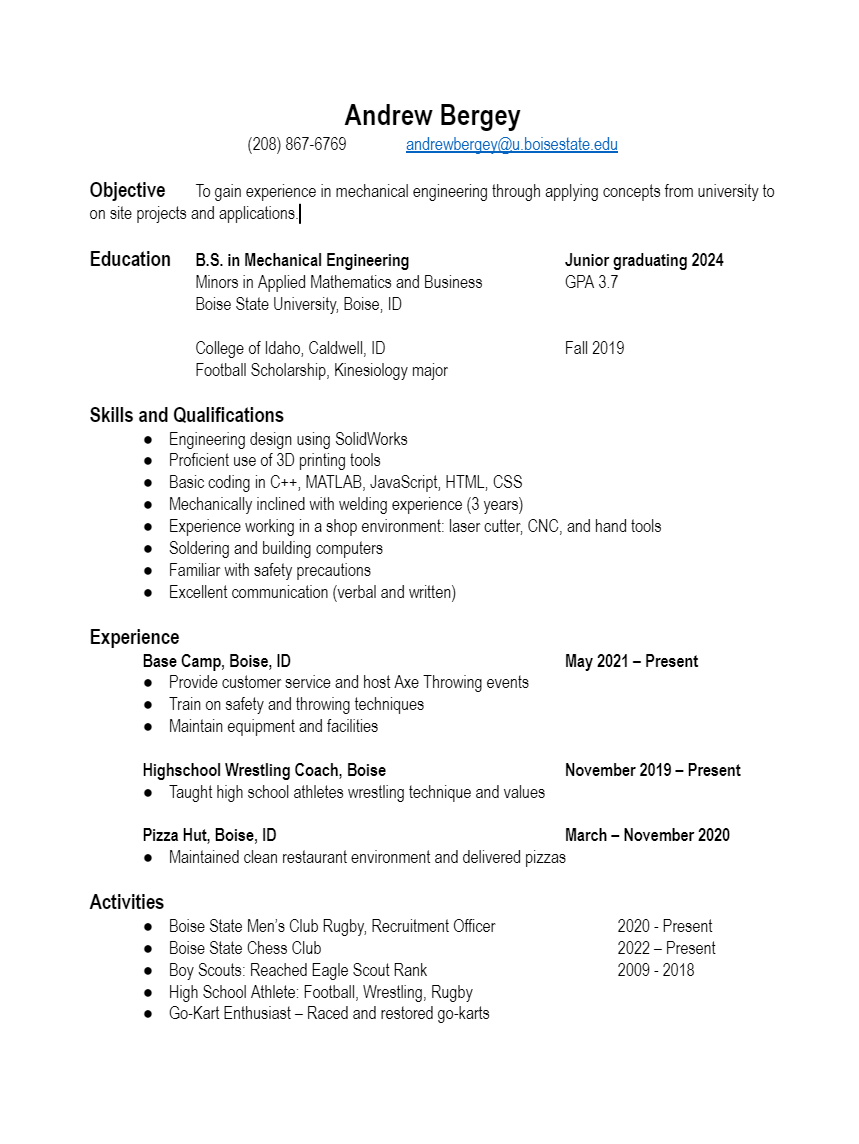 Andrew Bergey
(208) 867-6769 andrewbergey@u.boisestate.edu
Objective To gain experience in mechanical engineering through applying concepts from university to
on site projects and applications.
Education B.S. in Mechanical Engineering Junior graduating 2024
Minors in Applied Mathematics and Business GPA 3.7
Boise State University, Boise, ID
College of Idaho, Caldwell, ID Fall 2019
Football Scholarship, Kinesiology major
Skills and Qualifications
● Engineering design using SolidWorks
● Proficient use of 3D printing tools
● Basic coding in C++, MATLAB, JavaScript, HTML, CSS
● Mechanically inclined with welding experience (3 years)
● Experience working in a shop environment: laser cutter, CNC, and hand tools
● Soldering and building computers
● Familiar with safety precautions
● Excellent communication (verbal and written)
Experience
Base Camp, Boise, ID May 2021 – Present
● Provide customer service and host Axe Throwing events
● Train on safety and throwing techniques
● Maintain equipment and facilities
Highschool Wrestling Coach, Boise November 2019 – Present
● Taught high school athletes wrestling technique and values
Pizza Hut, Boise, ID March – November 2020
● Maintained clean restaurant environment and delivered pizzas
Activities
● Boise State Men’s Club Rugby, Recruitment Officer 2020 - Present
● Boise State Chess Club 2022 – Present
● Boy Scouts: Reached Eagle Scout Rank 2009 - 2018
● High School Athlete: Football, Wrestling, Rugby
● Go-Kart Enthusiast – Raced and restored go-karts